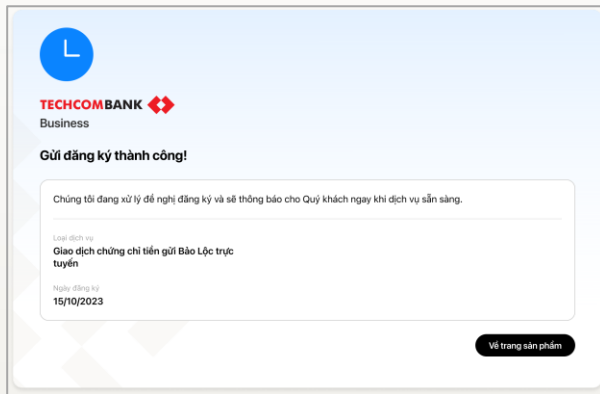 TECHCOMBANK
Business
Gửi đăng ký thành công!
Chúng tôi đang xử lý đề nghị đăng ký và sẽ thông báo cho Quý khách ngay khi dịch vụ sẵn sàng.
Loại dịch vụ
Giao dịch chứng chỉ tiền gửi Bảo Lộc trực
tuyến
Ngày đăng ký
15/10/2023
Về trang sản phẩm